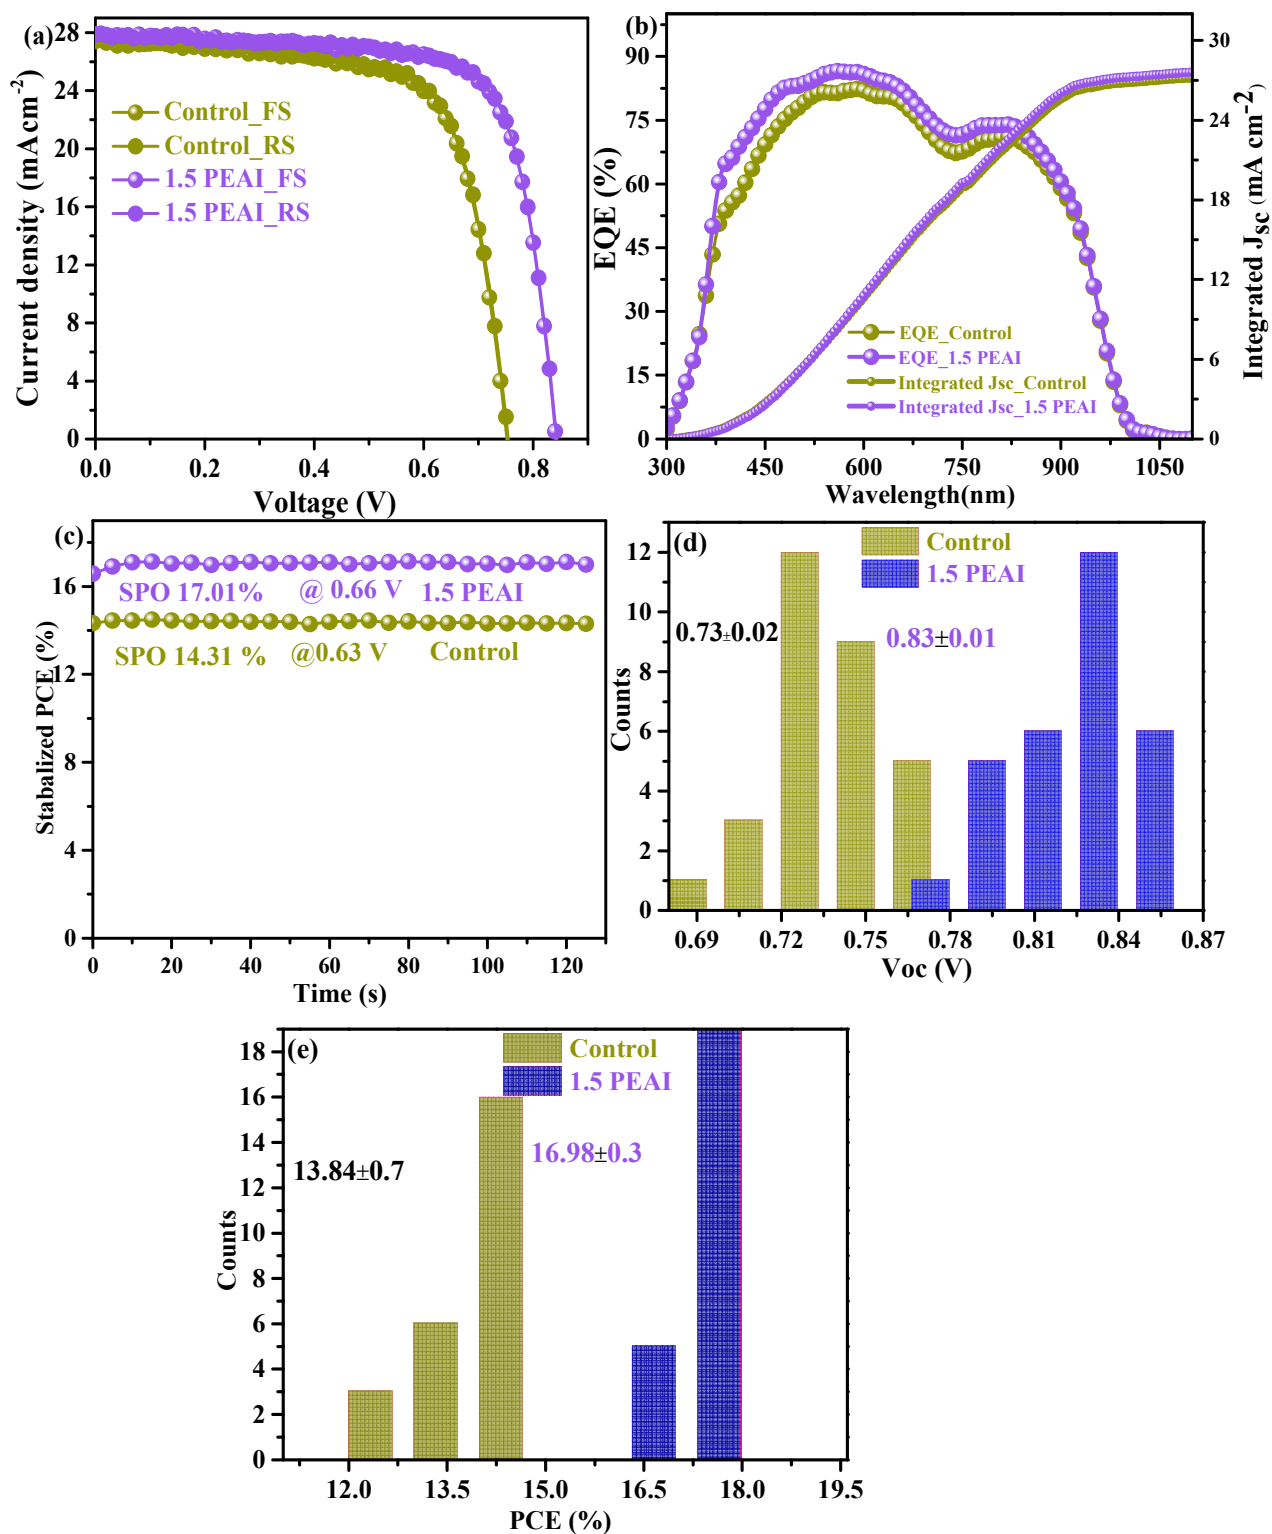 (a)
28
24
20
16
12
8
4
0
Current density (mAcm-2)
Control_FS
Control_RS
1.5 PEAI_FS
1.5 PEAI_RS
0.0 0.2 0.4 0.6 0.8
Voltage (V)
(b)
90
75
60
45
30
15
0
EQE (%)
30
24
18
12
6
0
Integrated JSC (mA cm-2)
EQE_Control
EQE_1.5 PEAI
Integrated Jsc_Control
Integrated Jsc_1.5 PEAI
300 450 600 750 900 1050
Wavelength(nm)
(c)
16
12
8
4
0
Stabalized PCE (%)
SPO 17.01% @ 0.66 V 1.5 PEAI
SPO 14.31 % @0.63 V Control
0 20 40 60 80 100 120
Time (s)
(d)
12
10
8
6
4
2
0
Counts
Control
1.5 PEAI
0.73±0.02
0.83±0.01
0.69 0.72 0.75 0.78 0.81 0.84 0.87
Voc (V)
(e)
18
16
14
12
10
8
6
4
2
0
Counts
Control
1.5 PEAI
13.84±0.7
16.98±0.3
12.0 13.5 15.0 16.5 18.0 19.5
PCE (%)